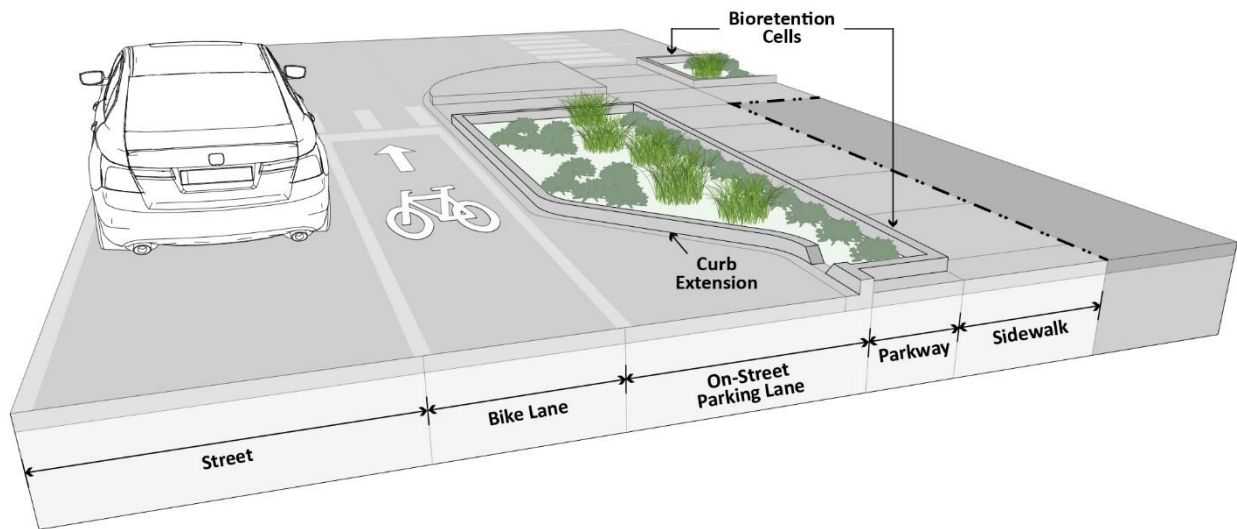 Bioretention
Cells
Curb
Extension
Sidewalk
Parkway
On-Street
Parking Lane
Bike Lane
Street